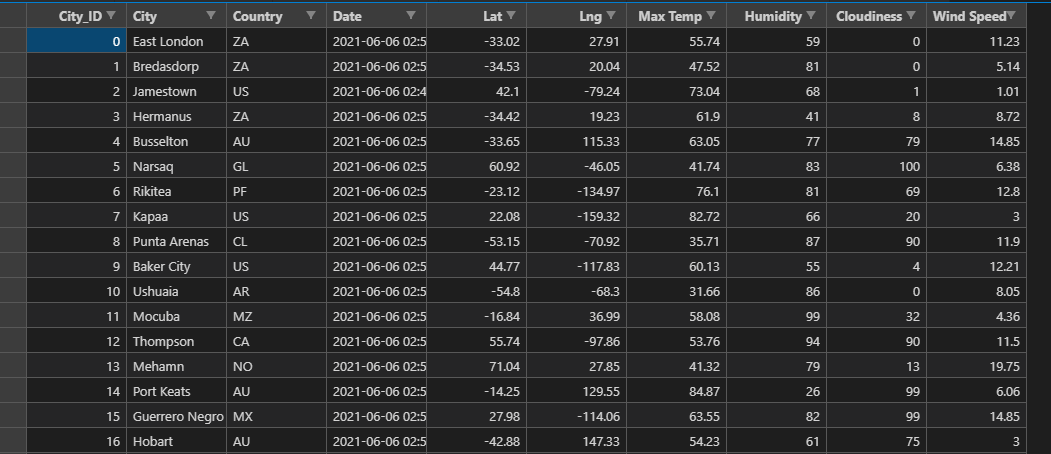 City_ID City Country Date Lat Lng Max Temp Humidity Cloudiness Wind Speed
0 East London ZA 2021-06-06 02:5 -33.02 27.91 55.74 59 0 11.23
1 Bredasdorp ZA 2021-06-06 02:5 -34.53 20.04 47.52 81 0 5.14
2 Jamestown US 2021-06-06 02:4 42.1 -79.24 73.04 68 1 1.01
3 Hermanus ZA 2021-06-06 02:5 -34.42 19.23 61.9 41 8 8.72
4 Busselton AU 2021-06-06 02:5 -33.65 115.33 63.05 77 79 14.85
5 Narsaq GL 2021-06-06 02:5 60.92 -46.05 41.74 83 100 6.38
6 Rikitea PF 2021-06-06 02:5 -23.12 -134.97 76.1 81 69 12.8
7 Kapaa US 2021-06-06 02:5 22.08 -159.32 82.72 66 20 3
8 Punta Arenas CL 2021-06-06 02:5 -53.15 -70.92 35.71 87 90 11.9
9 Baker City US 2021-06-06 02:5 44.77 -117.83 60.13 55 4 12.21
10 Ushuaia AR 2021-06-06 02:5 -54.8 -68.3 31.66 86 0 8.05
11 Mocuba MZ 2021-06-06 02:5 -16.84 36.99 58.08 99 32 4.36
12 Thompson CA 2021-06-06 02:5 55.74 -97.86 53.76 94 90 11.5
13 Mehamn NO 2021-06-06 02:5 71.04 27.85 41.32 79 13 19.75
14 Port Keats AU 2021-06-06 02:5 -14.25 129.55 84.87 26 99 6.06
15 Guerrero Negro MX 2021-06-06 02:5 27.98 -114.06 63.55 82 99 14.85
16 Hobart AU 2021-06-06 02:5 -42.88 147.33 54.23 61 75 3